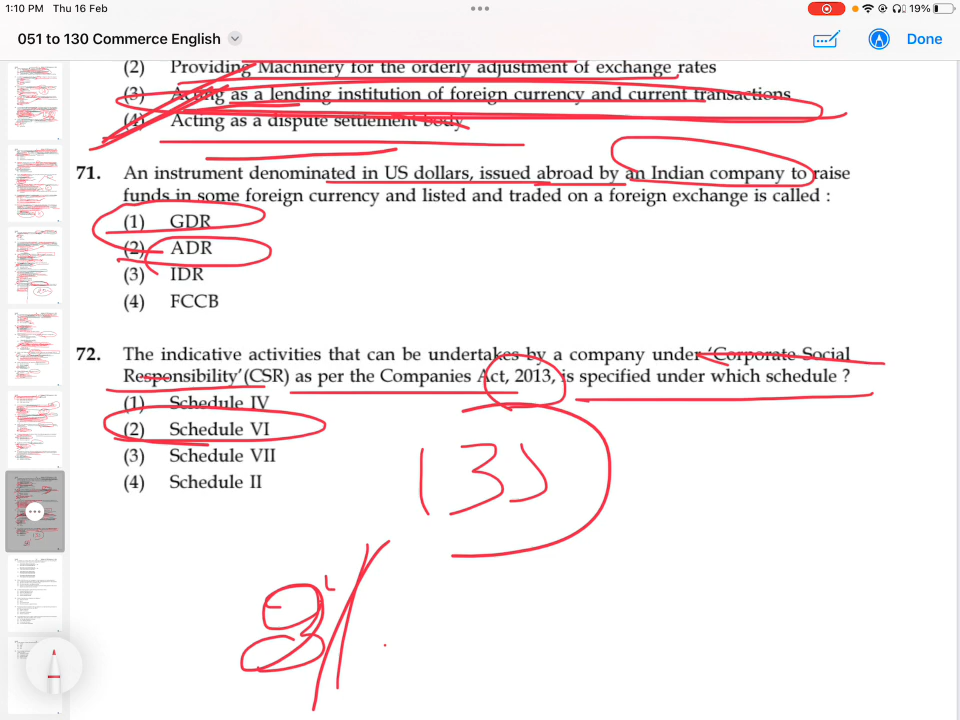 1:10 PM Thu 16 Feb
19%
051 to 130 Commerce English
Done
(2) Providing Machinery for the orderly adjustment of exchange rates
(3) Acting as a lending institution of foreign currency and current transactions
(4) Acting as a dispute settlement body
71. An instrument denominated in US dollars, issued abroad by an Indian company to raise
funds in some foreign currency and listed and traded on a foreign exchange is called :
(1) GDR
(2) ADR
(3) IDR
(4) FCCB
72. The indicative activities that can be undertakes by a company under 'Corporate Social
Responsibility' (CSR) as per the Companies Act, 2013, is specified under which schedule ?
(1) Schedule IV
(2) Schedule VI
(3) Schedule VII
(4) Schedule II